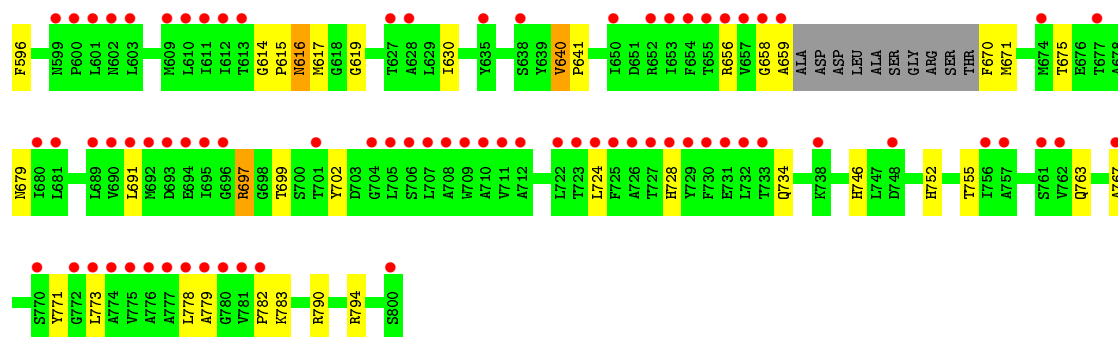 F596 N599 P600 L601 N602 L603 M609 L610 I611 I612 T613 G614 P615 N616 M617 G618 G619 T627 A628 L629 I630 Y635 S638 Y639 V640 P641 I650 D651 R652 I653 F654 T655 R656 V657 G658 A659 ALA ASP ASP LEU ALA SER GLY ARG SER THR F670 M671 M674 T675 E676 T677 A678
N679 I680 L681 L689 V690 L691 M692 D693 E694 I695 G696 R697 G698 T699 S700 T701 Y702 D703 G704 L705 S706 L707 A708 W709 A710 V711 A712 L722 T723 L724 F725 A726 T727 H728 Y729 F730 E731 L732 T733 Q734 K738 H746 L747 D748 H752 T755 I756 A757 S761 V762 Q763 A767
S770 Y771 G772 L773 A774 V775 A776 A777 L778 A779 G780 V781 P782 K783 R790 R794 S800